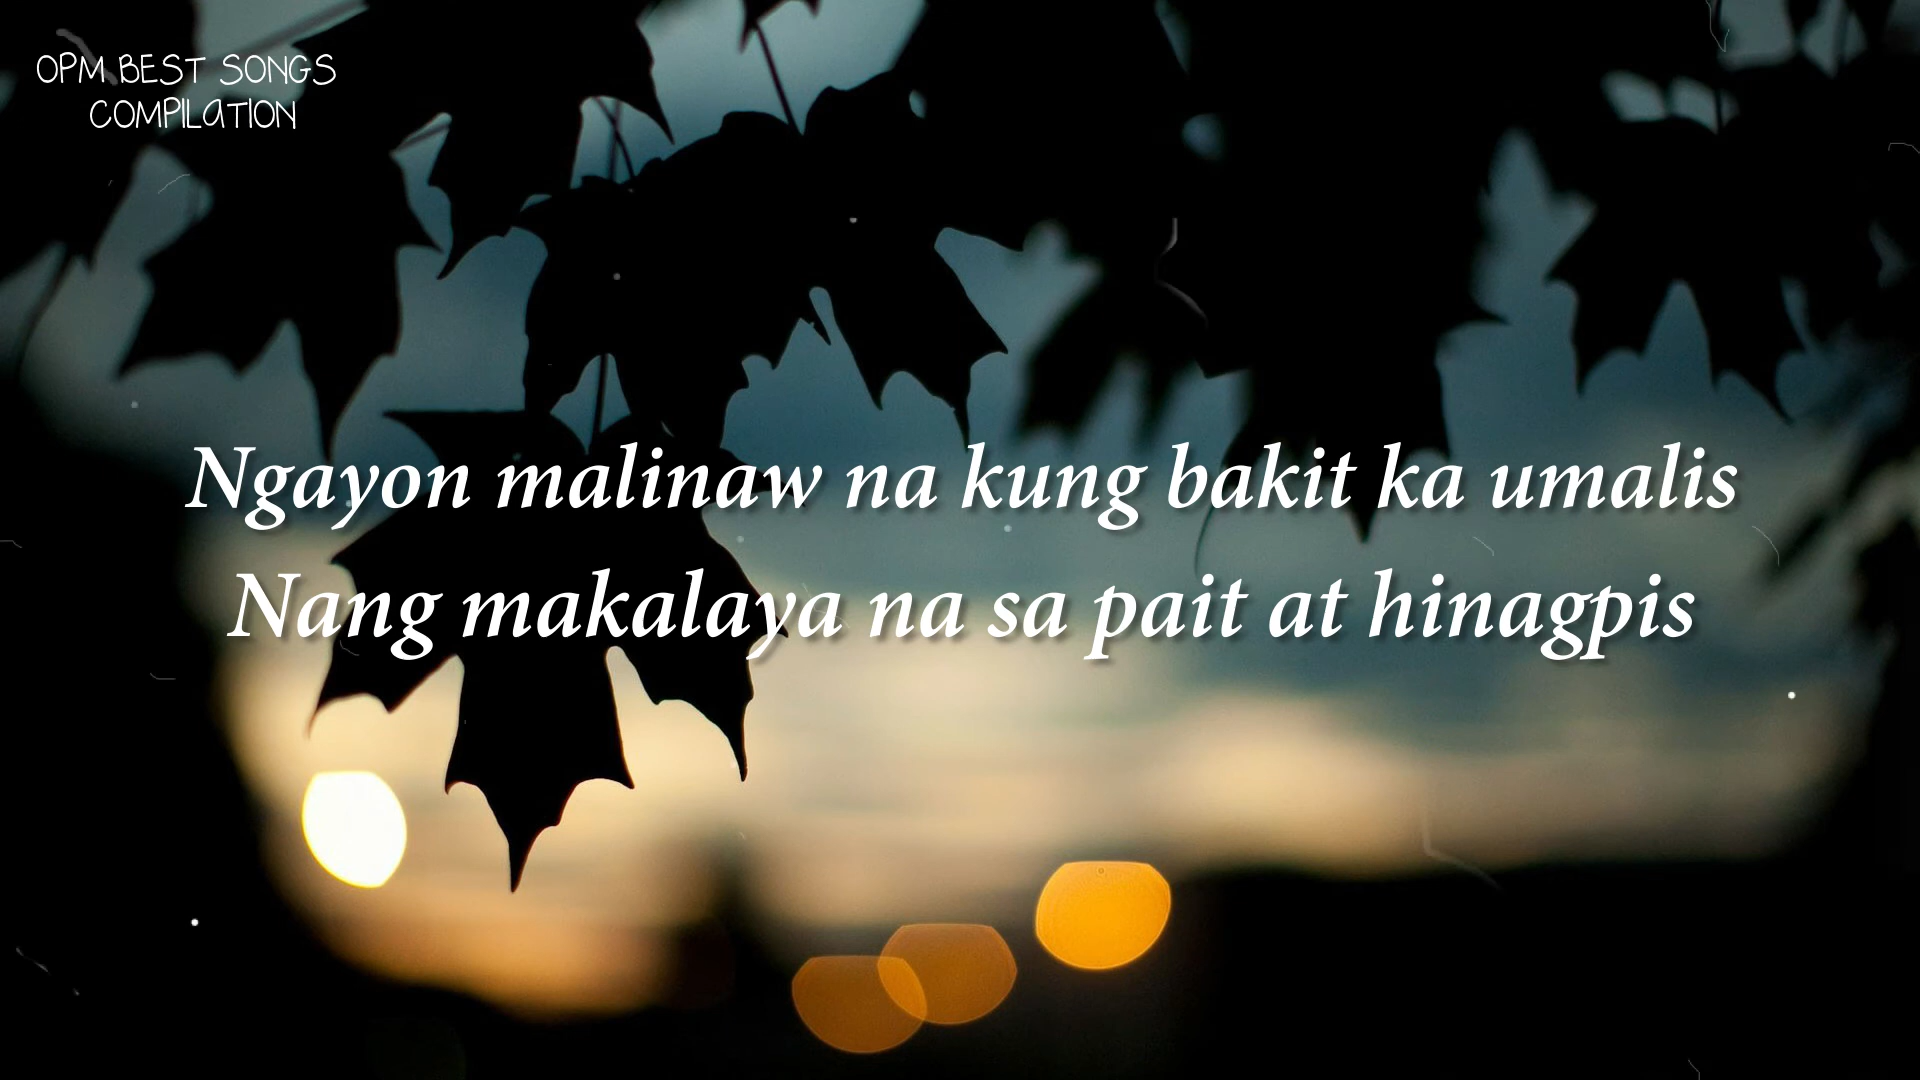 OPM BEST SONGS
COMPILATION
Ngayon malinaw na kung bakit ka umalis
Nang makalaya na sa pait at hinagpis